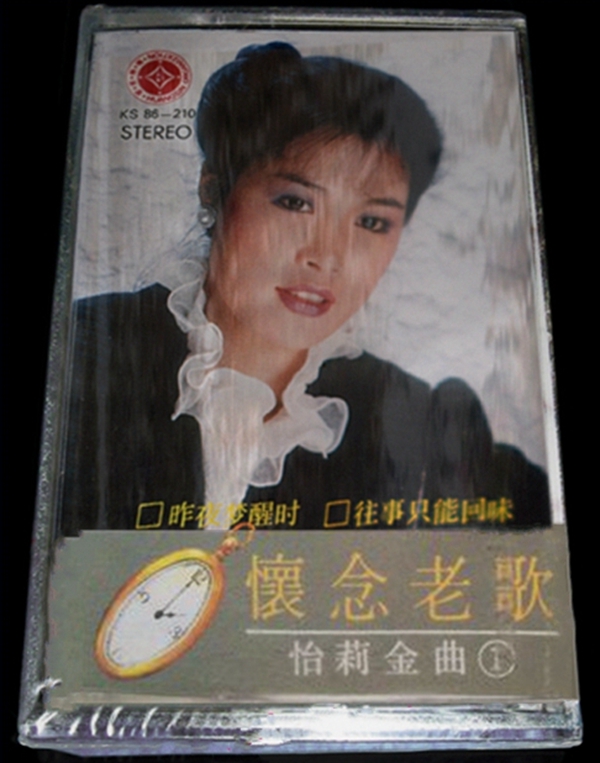 KS 86-210
STEREO
昨夜梦醒时 往事只能回味
懷念老歌
怡莉金曲①